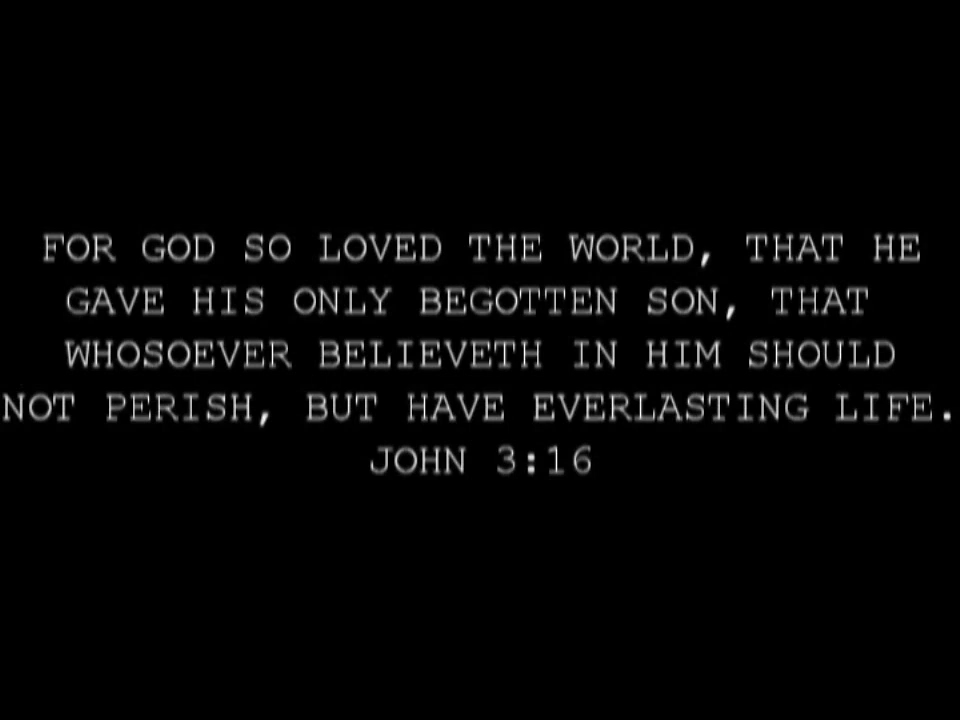 FOR GOD SO LOVED THE WORLD, THAT HE
GAVE HIS ONLY BEGOTTEN SON, THAT
WHOSOEVER BELIEVETH IN HIM SHOULD
NOT PERISH, BUT HAVE EVERLASTING LIFE.
JOHN 3:16